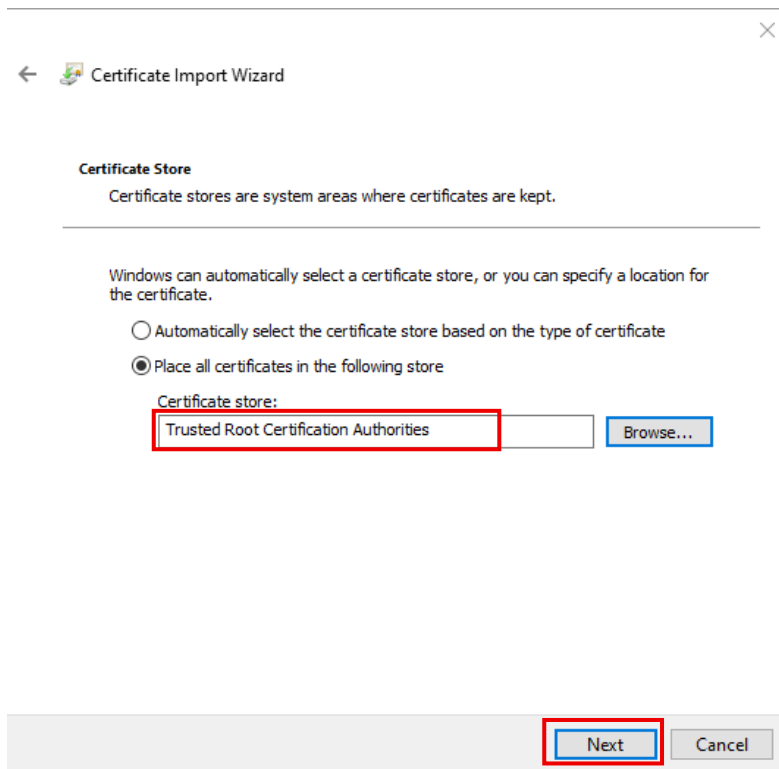 Certificate Import Wizard
Certificate Store
Certificate stores are system areas where certificates are kept.
Windows can automatically select a certificate store, or you can specify a location for
the certificate.
Automatically select the certificate store based on the type of certificate
Place all certificates in the following store
Certificate store:
Trusted Root Certification Authorities
Browse...
Next
Cancel